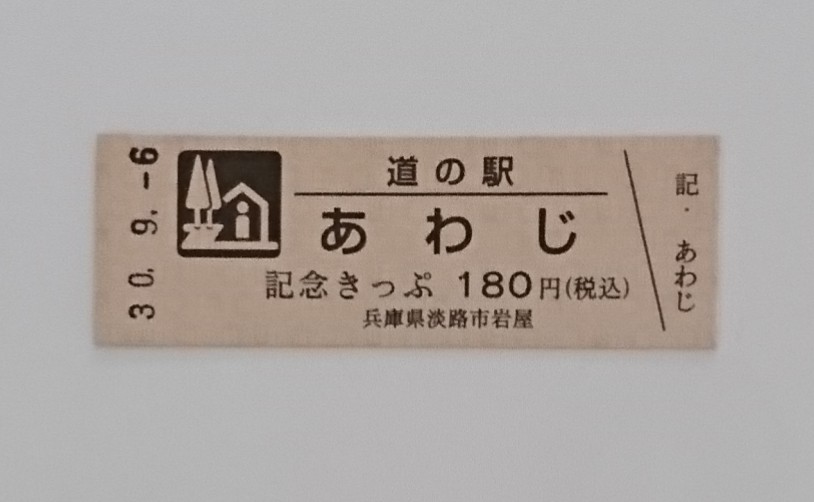 30. 9. -6
道の駅
あわじ
記念きっぷ 180円(税込)
兵庫県淡路市岩屋
記・あわじ